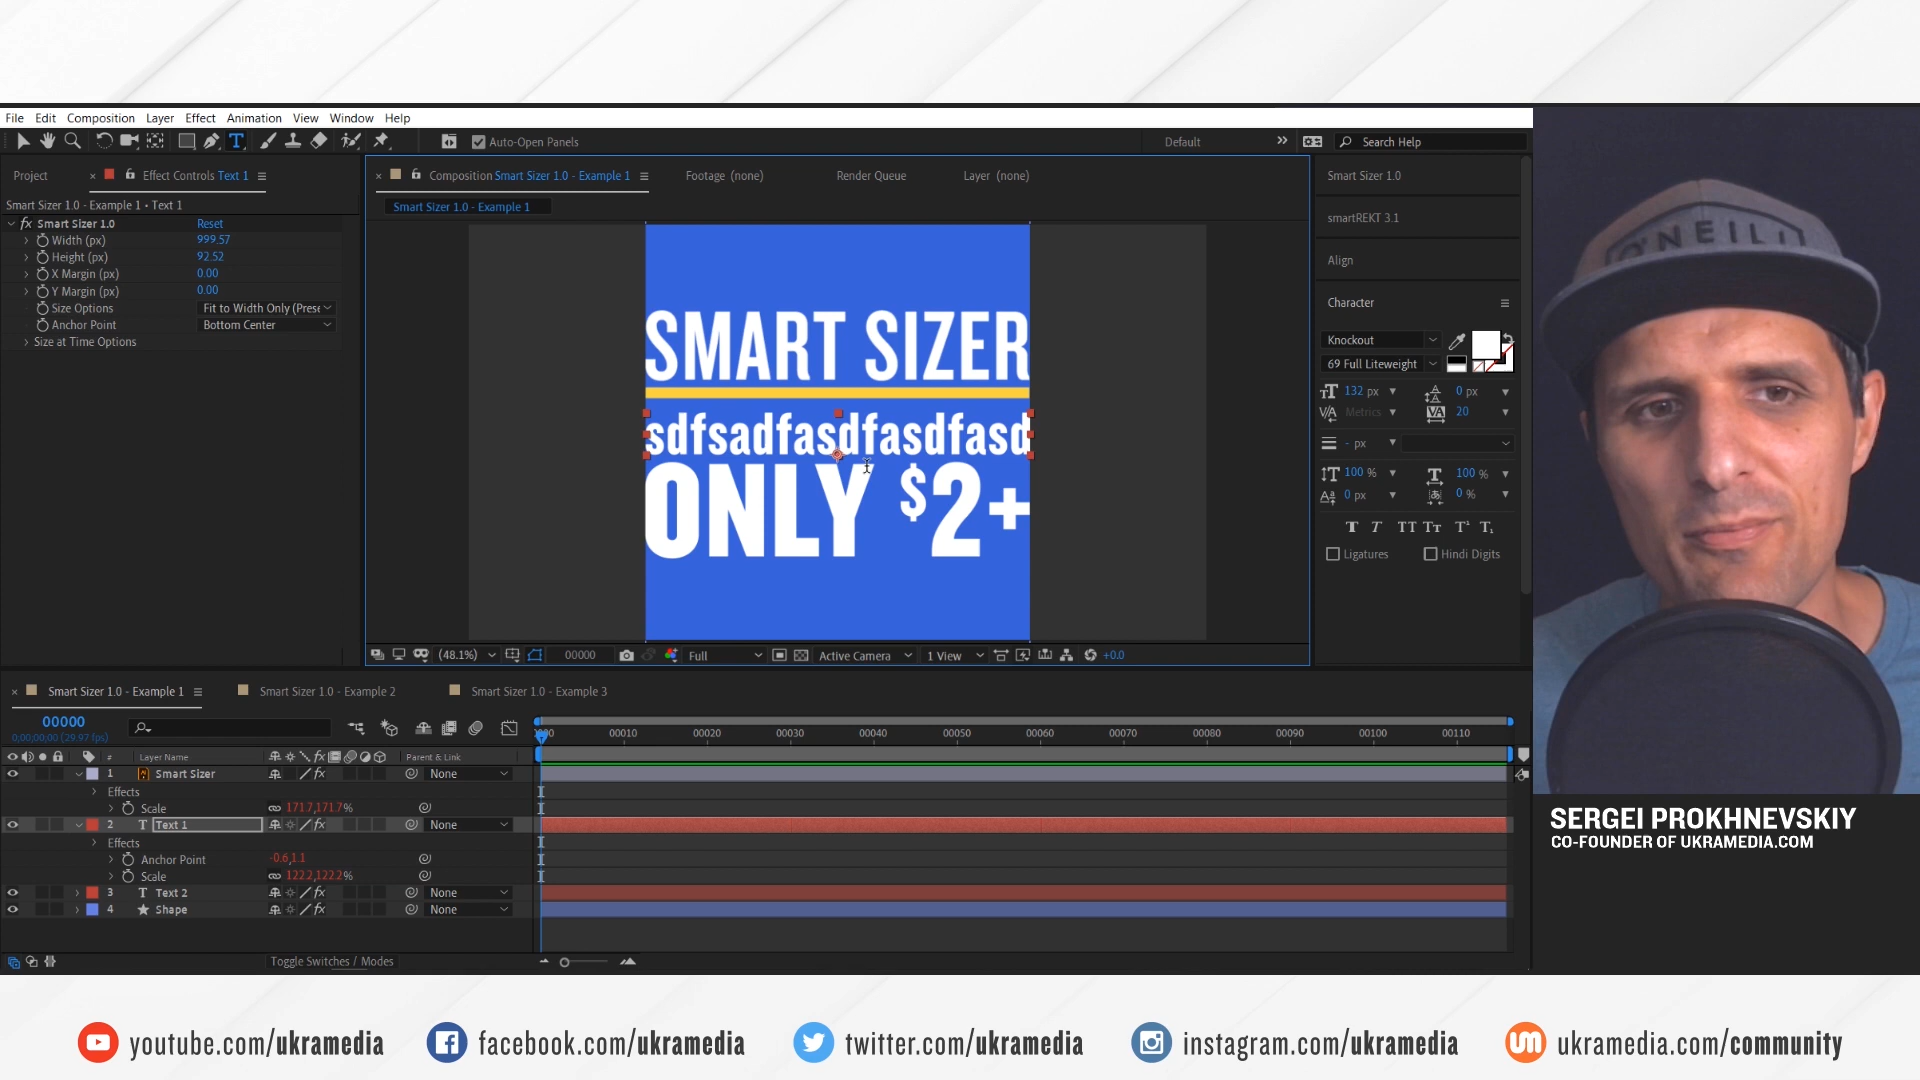 File Edit Composition Layer Effect Animation View Window Help
Auto-Open Panels
Default
Search Help
Project
Effect Controls Text 1
Smart Sizer 1.0 - Example 1 • Text 1
fx Smart Sizer 1.0 Reset
Width (px) 999.57
Height (px) 92.52
X Margin (px) 0.00
Y Margin (px) 0.00
Size Options Fit to Width Only (Prese
Anchor Point Bottom Center
Size at Time Options
Composition Smart Sizer 1.0 - Example 1
Footage (none)
Render Queue
Layer (none)
Smart Sizer 1.0 - Example 1
SMART SIZER
sdfsadfasdfasdfasd
ONLY $2+
(48.1%) 00000 Full Active Camera 1 View +0.0
Smart Sizer 1.0
smartREKT 3.1
Align
Character
Knockout
69 Full Liteweight
132 px 0 px
Metrics 20
- px
100 % 100 %
0 px 0 %
Ligatures Hindi Digits
O'NEILL
Smart Sizer 1.0 - Example 1
Smart Sizer 1.0 - Example 2
Smart Sizer 1.0 - Example 3
00000
0;00;00;00 (29.97 fps)
00010 00020 00030 00040 00050 00060 00070 00080 00090 00100 00110
# Layer Name Parent & Link
1 Smart Sizer None
Effects
Scale 171.7,171.7%
2 T Text 1 None
Effects
Anchor Point -0.6,1.1
Scale 122.2,122.2%
3 T Text 2 None
4 Shape None
Toggle Switches / Modes
SERGEI PROKHNEVSKIY
CO-FOUNDER OF UKRAMEDIA.COM
youtube.com/ukramedia
facebook.com/ukramedia
twitter.com/ukramedia
instagram.com/ukramedia
ukramedia.com/community